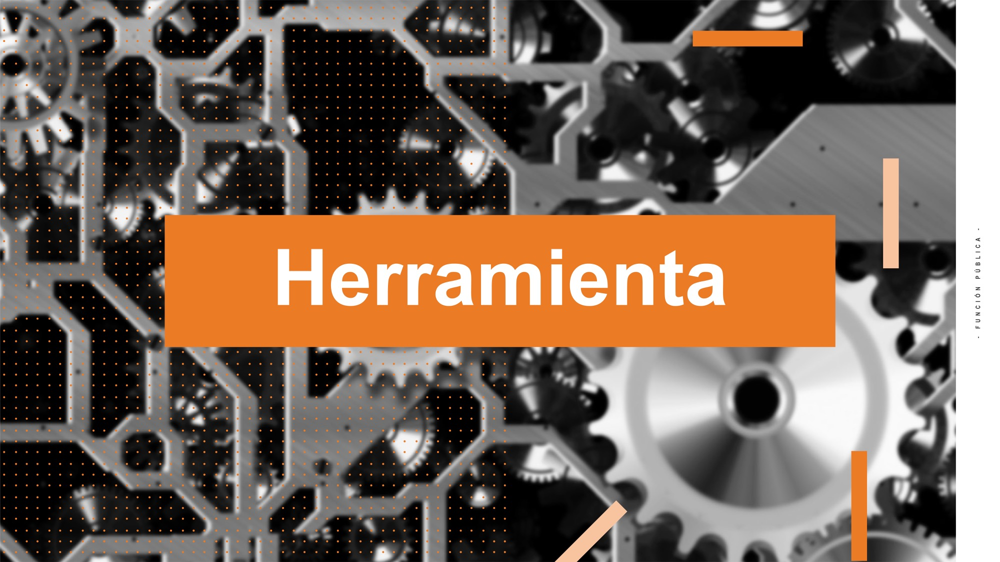 Herramienta
- FUNCIÓN PÚBLICA -